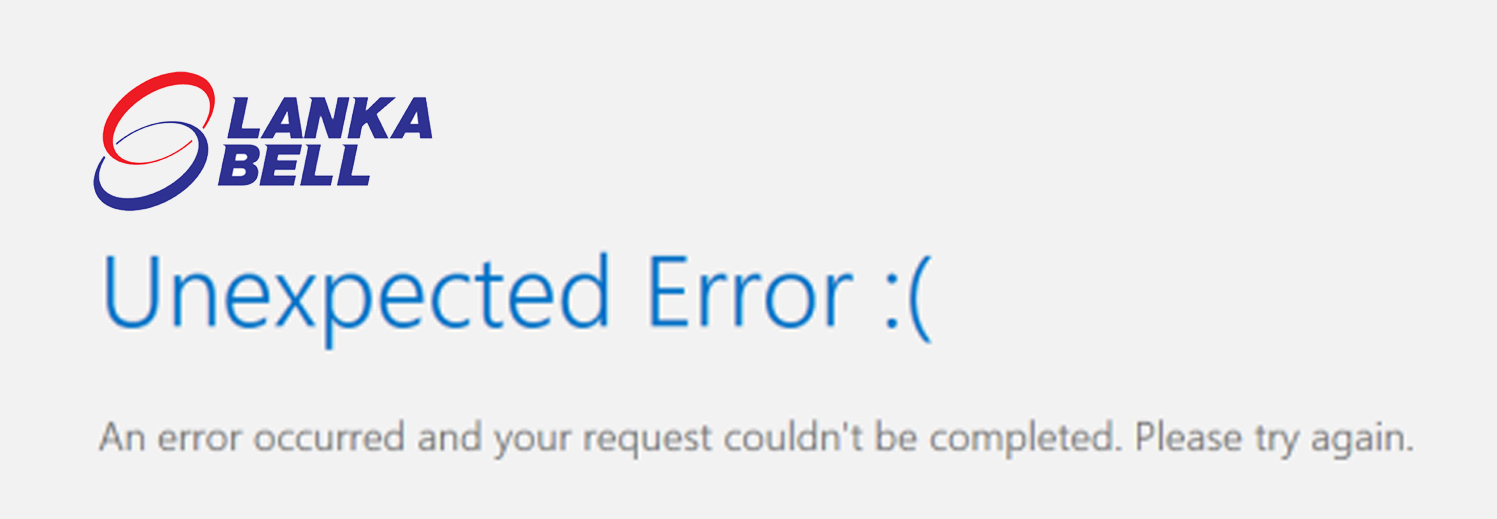 LANKA
BELL
Unexpected Error :(
An error occurred and your request couldn't be completed. Please try again.